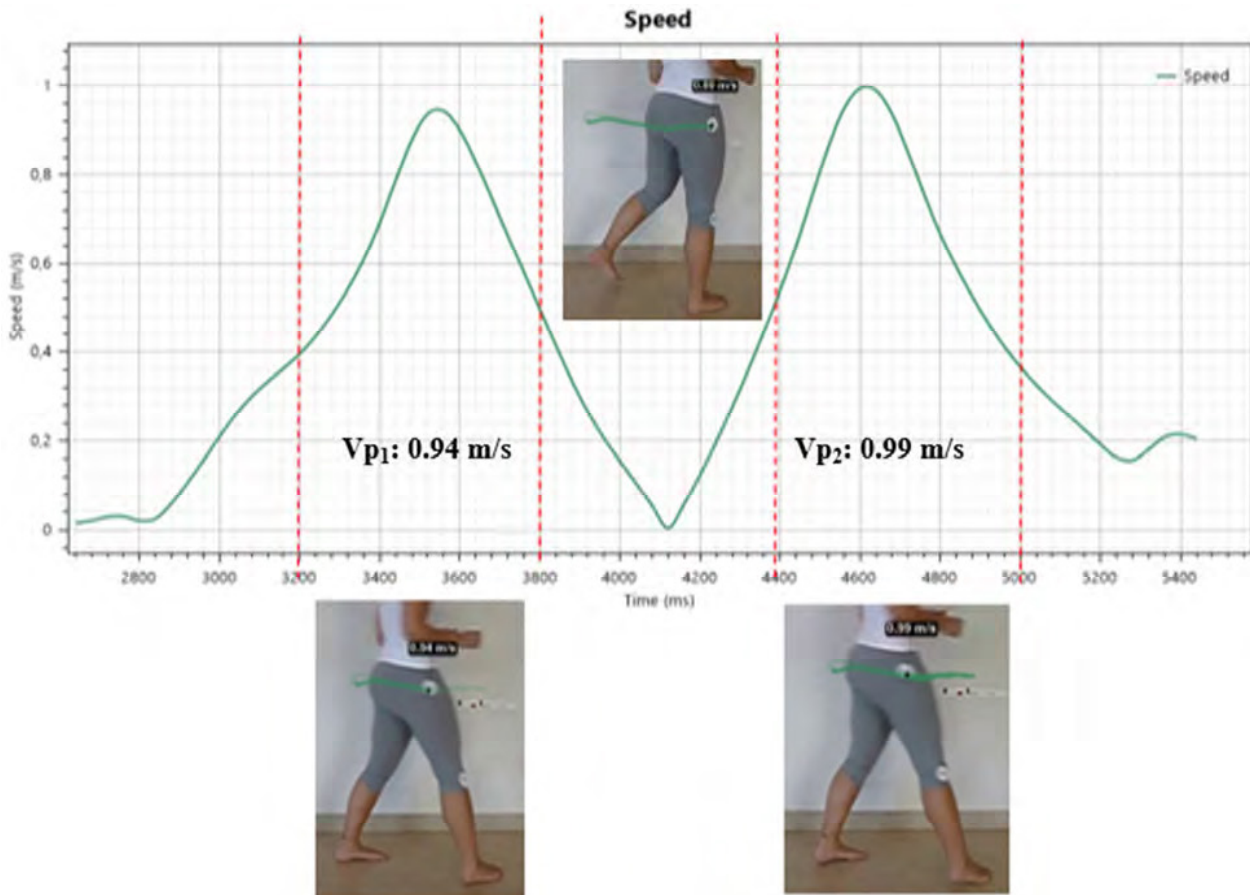 Speed
1
0,8
0,6
0,4
0,2
0
Speed (m/s)
Speed
Vp₁: 0.94 m/s
Vp₂: 0.99 m/s
2800 3000 3200 3400 3600 3800 4000 4200 4400 4600 4800 5000 5200 5400
Time (ms)
0.94 m/s
0.99 m/s